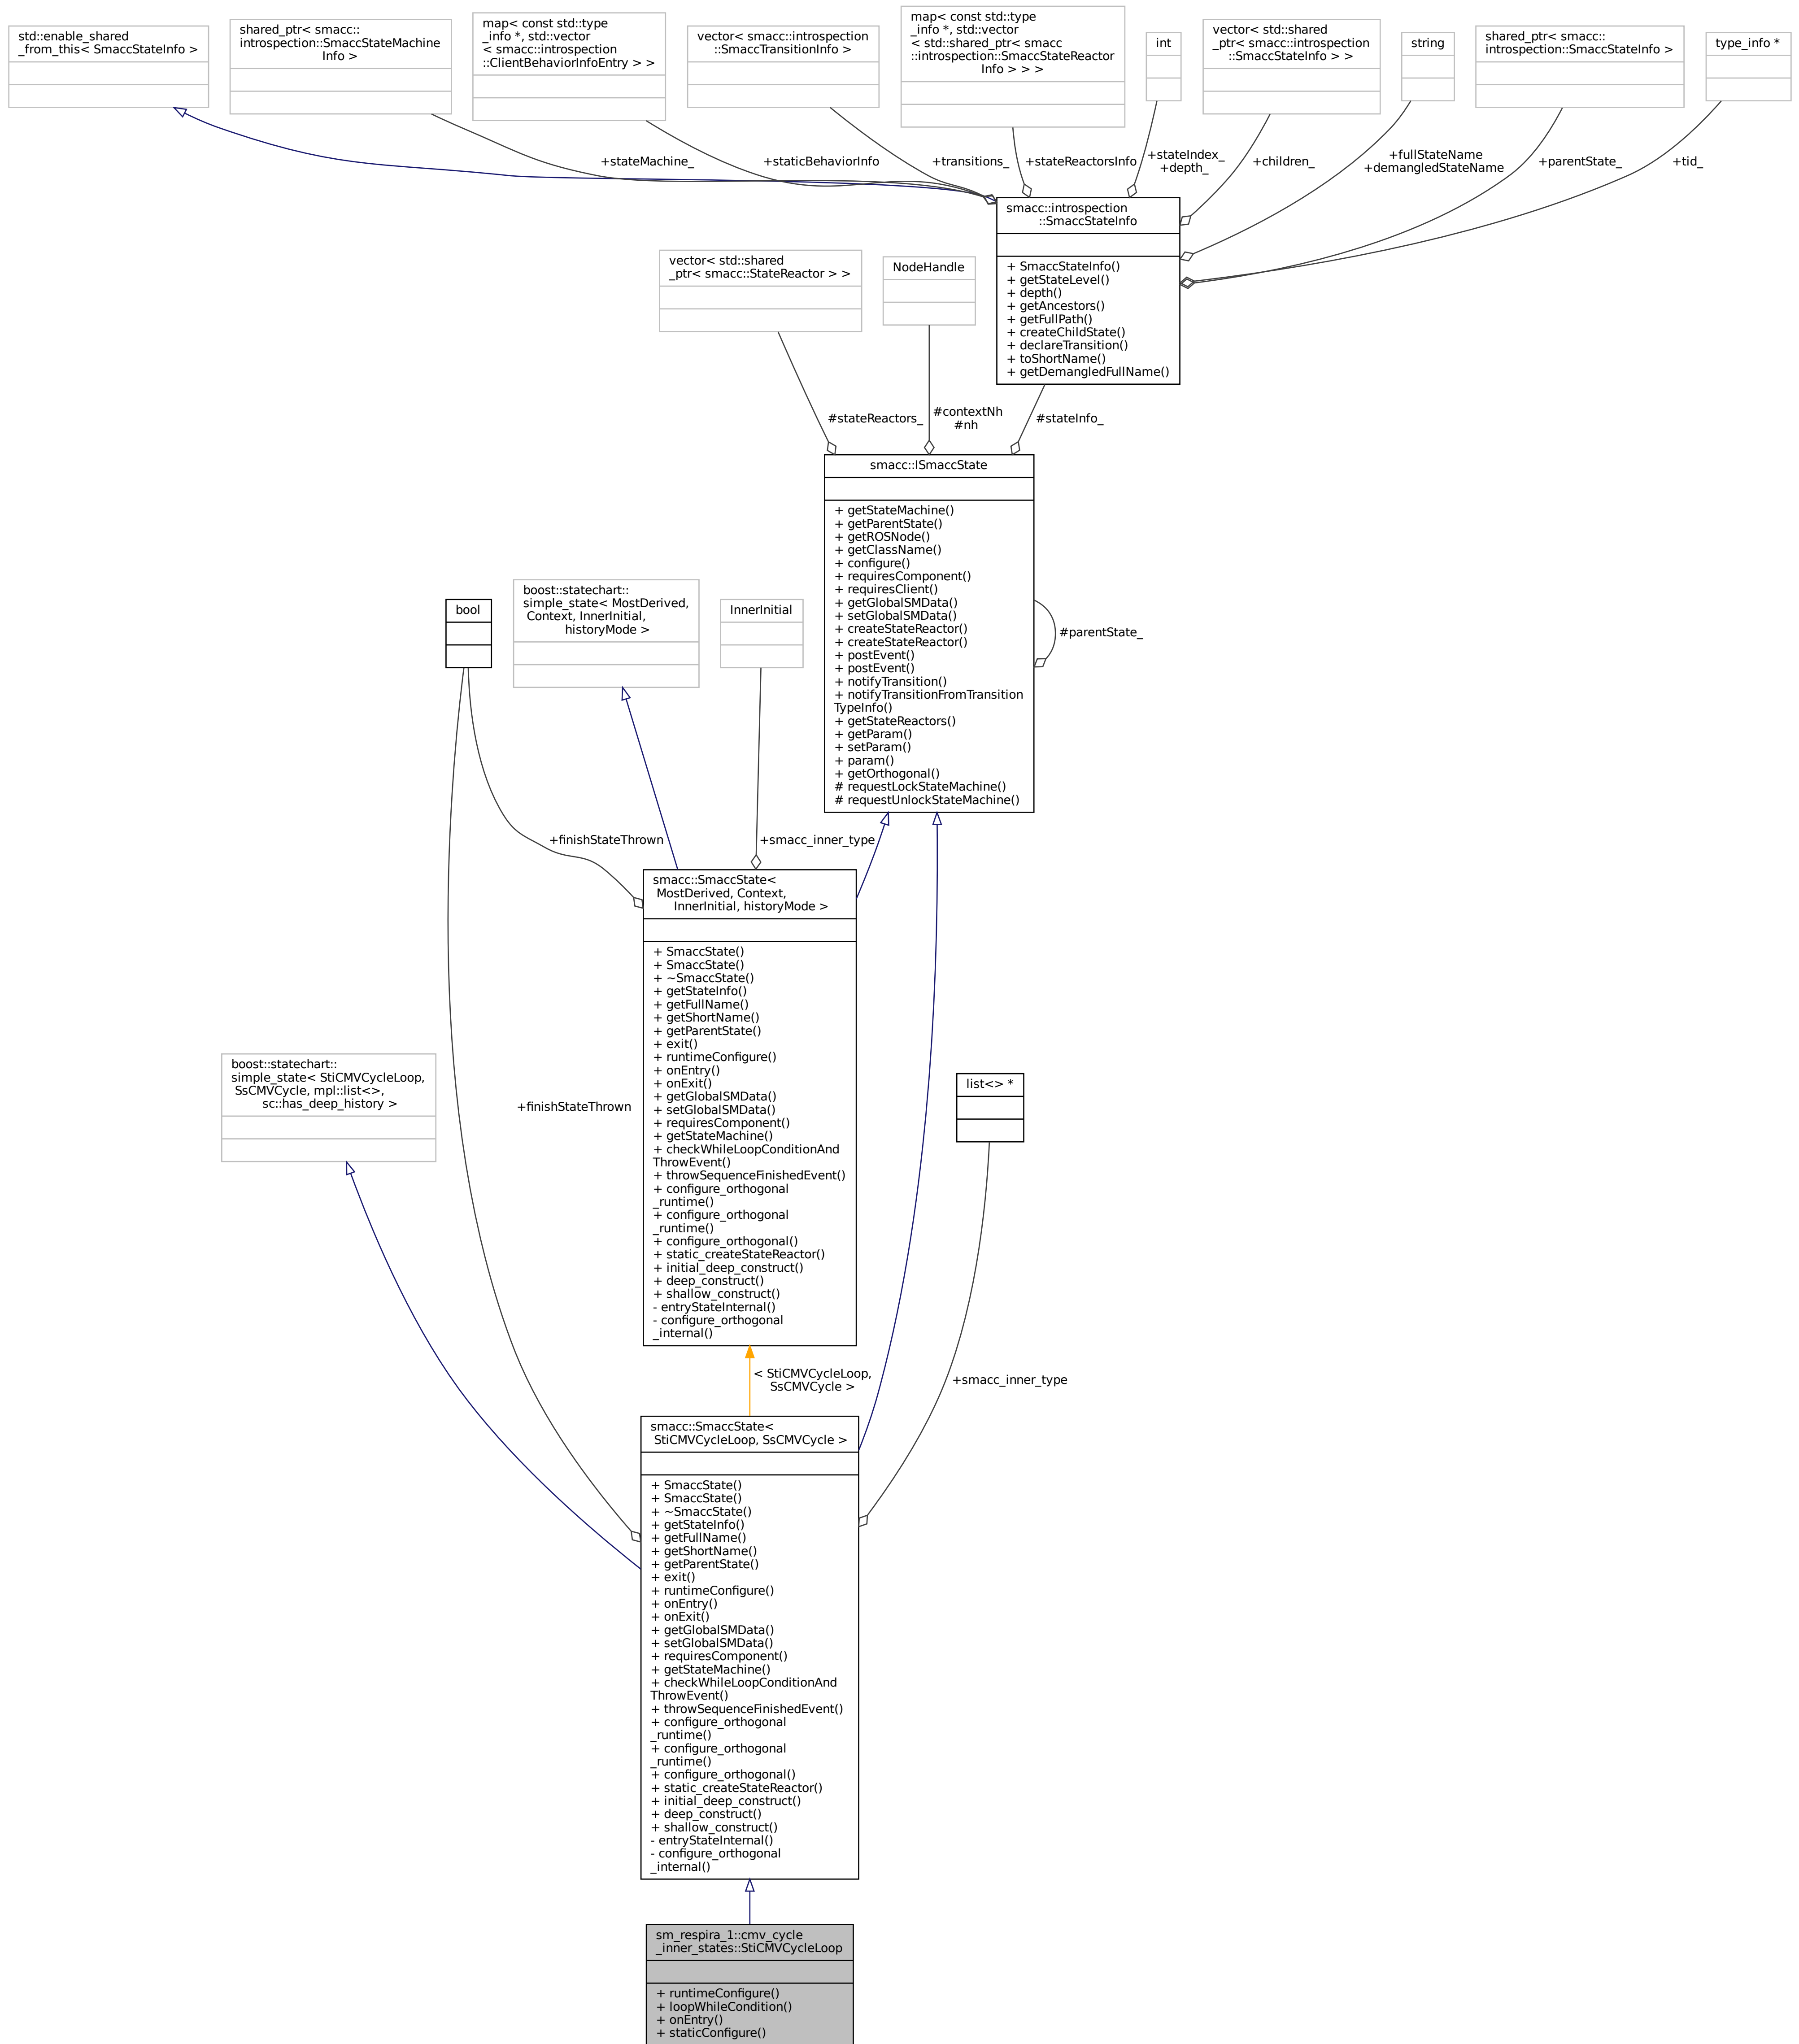 std::enable_shared
_from_this< SmaccStateInfo >
shared_ptr< smacc::
introspection::SmaccStateMachine
Info >
map< const std::type
_info *, std::vector
< smacc::introspection
::ClientBehaviorInfoEntry > >
vector< smacc::introspection
::SmaccTransitionInfo >
map< const std::type
_info *, std::vector
< std::shared_ptr< smacc
::introspection::SmaccStateReactor
Info > > >
int
vector< std::shared
_ptr< smacc::introspection
::SmaccStateInfo > >
string
shared_ptr< smacc::
introspection::SmaccStateInfo >
type_info *
+stateMachine_
+staticBehaviorInfo
+transitions_
+stateReactorsInfo
+stateIndex_
+depth_
+children_
+fullStateName
+demangledStateName
+parentState_
+tid_
smacc::introspection
::SmaccStateInfo
+ SmaccStateInfo()
+ getStateLevel()
+ depth()
+ getAncestors()
+ getFullPath()
+ createChildState()
+ declareTransition()
+ toShortName()
+ getDemangledFullName()
vector< std::shared
_ptr< smacc::StateReactor > >
NodeHandle
#stateReactors_
#contextNh
#nh
#stateInfo_
smacc::ISmaccState
+ getStateMachine()
+ getParentState()
+ getROSNode()
+ getClassName()
+ configure()
+ requiresComponent()
+ requiresClient()
+ getGlobalSMData()
+ setGlobalSMData()
+ createStateReactor()
+ createStateReactor()
+ postEvent()
+ postEvent()
+ notifyTransition()
+ notifyTransitionFromTransition
TypeInfo()
+ getStateReactors()
+ getParam()
+ setParam()
+ param()
+ getOrthogonal()
# requestLockStateMachine()
# requestUnlockStateMachine()
#parentState_
bool
boost::statechart::
simple_state< MostDerived,
Context, InnerInitial,
historyMode >
InnerInitial
+finishStateThrown
+smacc_inner_type
smacc::SmaccState<
MostDerived, Context,
InnerInitial, historyMode >
+ SmaccState()
+ SmaccState()
+ ~SmaccState()
+ getStateInfo()
+ getFullName()
+ getShortName()
+ getParentState()
+ exit()
+ runtimeConfigure()
+ onEntry()
+ onExit()
+ getGlobalSMData()
+ setGlobalSMData()
+ requiresComponent()
+ getStateMachine()
+ checkWhileLoopConditionAnd
ThrowEvent()
+ throwSequenceFinishedEvent()
+ configure_orthogonal
_runtime()
+ configure_orthogonal
_runtime()
+ configure_orthogonal()
+ static_createStateReactor()
+ initial_deep_construct()
+ deep_construct()
+ shallow_construct()
- entryStateInternal()
- configure_orthogonal
_internal()
boost::statechart::
simple_state< StiCMVCycleLoop,
SsCMVCycle, mpl::list<>,
sc::has_deep_history >
+finishStateThrown
list<> *
< StiCMVCycleLoop,
SsCMVCycle >
+smacc_inner_type
smacc::SmaccState<
StiCMVCycleLoop, SsCMVCycle >
+ SmaccState()
+ SmaccState()
+ ~SmaccState()
+ getStateInfo()
+ getFullName()
+ getShortName()
+ getParentState()
+ exit()
+ runtimeConfigure()
+ onEntry()
+ onExit()
+ getGlobalSMData()
+ setGlobalSMData()
+ requiresComponent()
+ getStateMachine()
+ checkWhileLoopConditionAnd
ThrowEvent()
+ throwSequenceFinishedEvent()
+ configure_orthogonal
_runtime()
+ configure_orthogonal
_runtime()
+ configure_orthogonal()
+ static_createStateReactor()
+ initial_deep_construct()
+ deep_construct()
+ shallow_construct()
- entryStateInternal()
- configure_orthogonal
_internal()
sm_respira_1::cmv_cycle
_inner_states::StiCMVCycleLoop
+ runtimeConfigure()
+ loopWhileCondition()
+ onEntry()
+ staticConfigure()